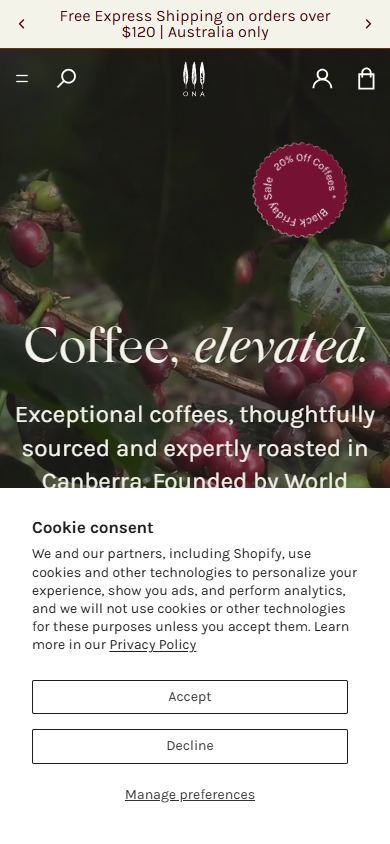 Free Express Shipping on orders over
$120 | Australia only
ONA
20% Off Coffees *
Black Friday Sale
Coffee, elevated.
Exceptional coffees, thoughtfully
sourced and expertly roasted in
Canberra. Founded by World
Cookie consent
We and our partners, including Shopify, use
cookies and other technologies to personalize your
experience, show you ads, and perform analytics,
and we will not use cookies or other technologies
for these purposes unless you accept them. Learn
more in our Privacy Policy
Accept
Decline
Manage preferences